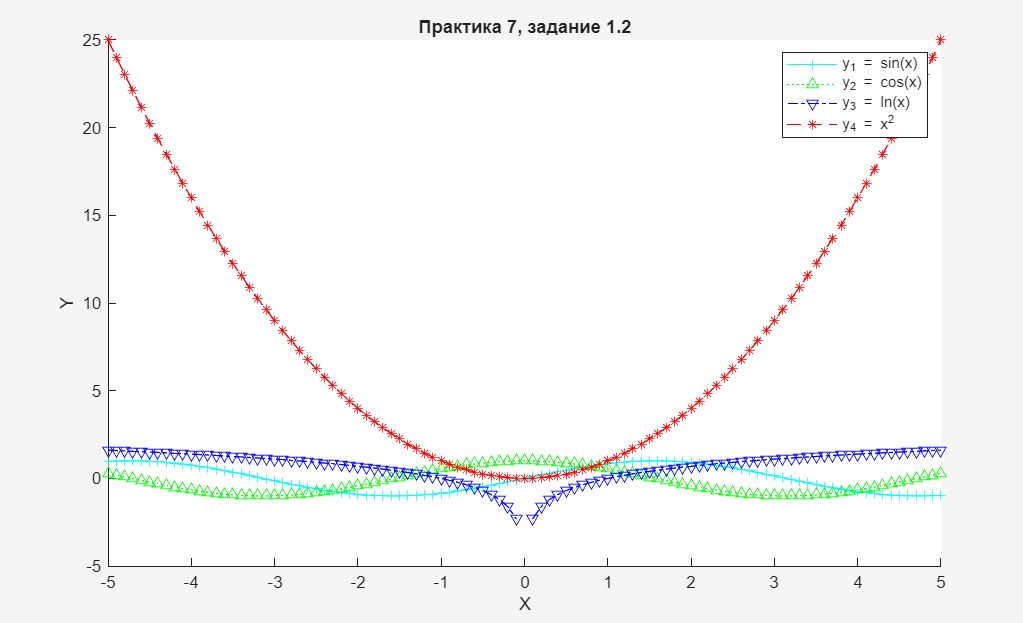 Практика 7, задание 1.2
25
20
15
10
5
0
-5
Y
-5 -4 -3 -2 -1 0 1 2 3 4 5
X
y₁ = sin(x)
y₂ = cos(x)
y₃ = ln(x)
y₄ = x²